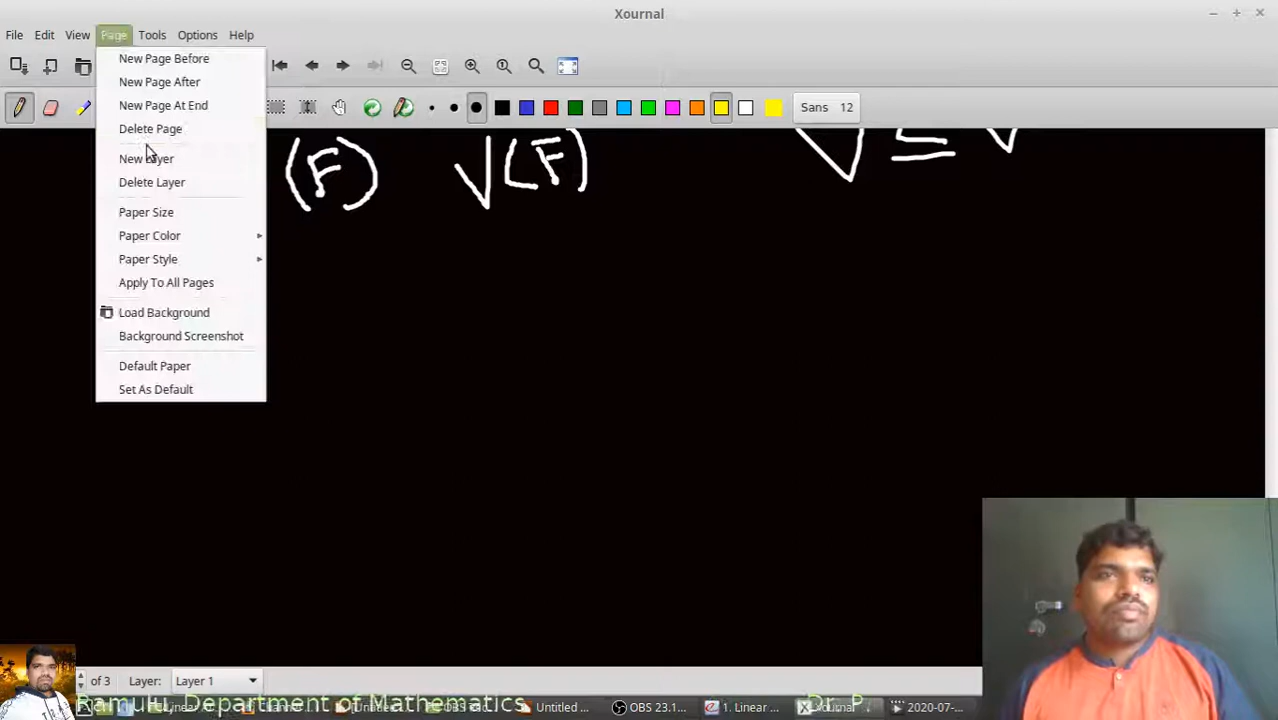 Xournal
File Edit View Page Tools Options Help
New Page Before
New Page After
New Page At End
Delete Page
New Layer
Delete Layer
Paper Size
Paper Color
Paper Style
Apply To All Pages
Load Background
Background Screenshot
Default Paper
Set As Default
Sans 12
(F) V(F) V ⊆ V
of 3 Layer: Layer 1
Ramulu, Department of Mathematics Dr. P.
Untitled ... OBS 23.1... 1. Linear ... 2020-07-...